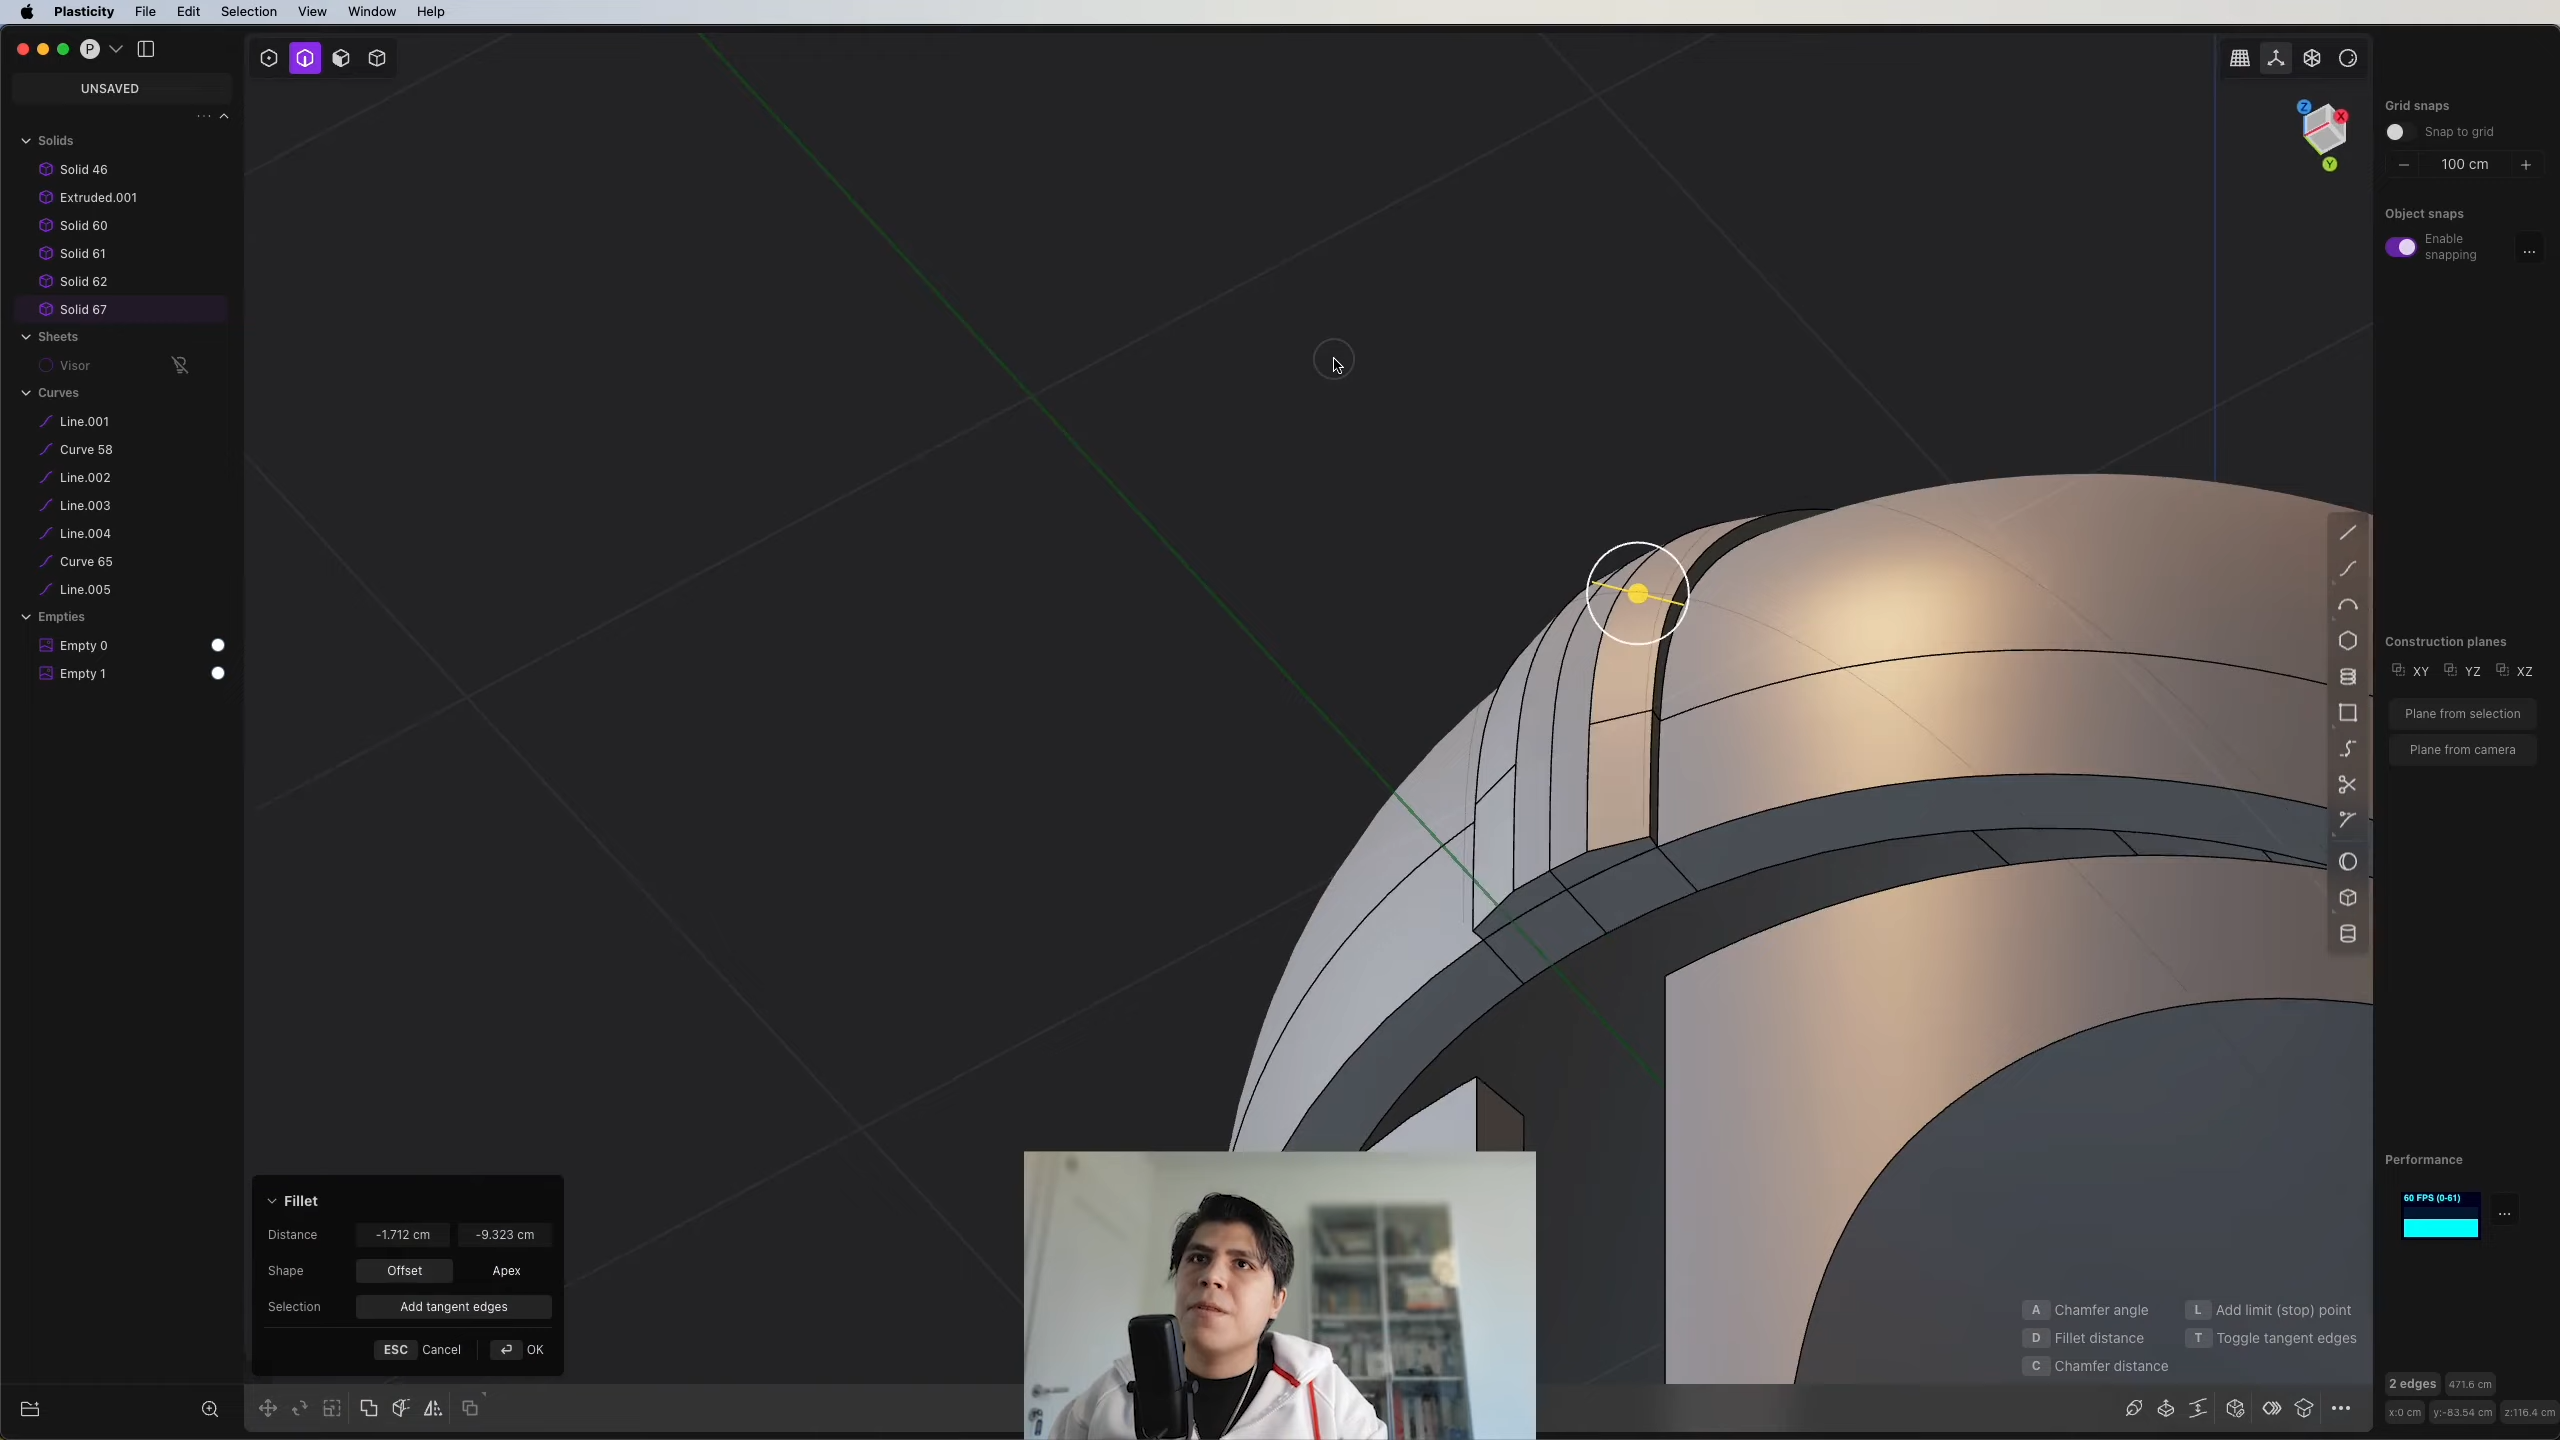 Plasticity File Edit Selection View Window Help
P
UNSAVED
...
Solids
Solid 46
Extruded.001
Solid 60
Solid 61
Solid 62
Solid 67
Sheets
Visor
Curves
Line.001
Curve 58
Line.002
Line.003
Line.004
Curve 65
Line.005
Empties
Empty 0
Empty 1
Z
X
Y
Grid snaps
Snap to grid
− 100 cm +
Object snaps
Enable
snapping
...
Construction planes
XY YZ XZ
Plane from selection
Plane from camera
Performance
60 FPS (0-61)
...
Fillet
Distance -1.712 cm -9.323 cm
Shape Offset Apex
Selection Add tangent edges
ESC Cancel OK
A Chamfer angle L Add limit (stop) point
D Fillet distance T Toggle tangent edges
C Chamfer distance
2 edges 471.6 cm
x:0 cm y:-83.54 cm z:116.4 cm